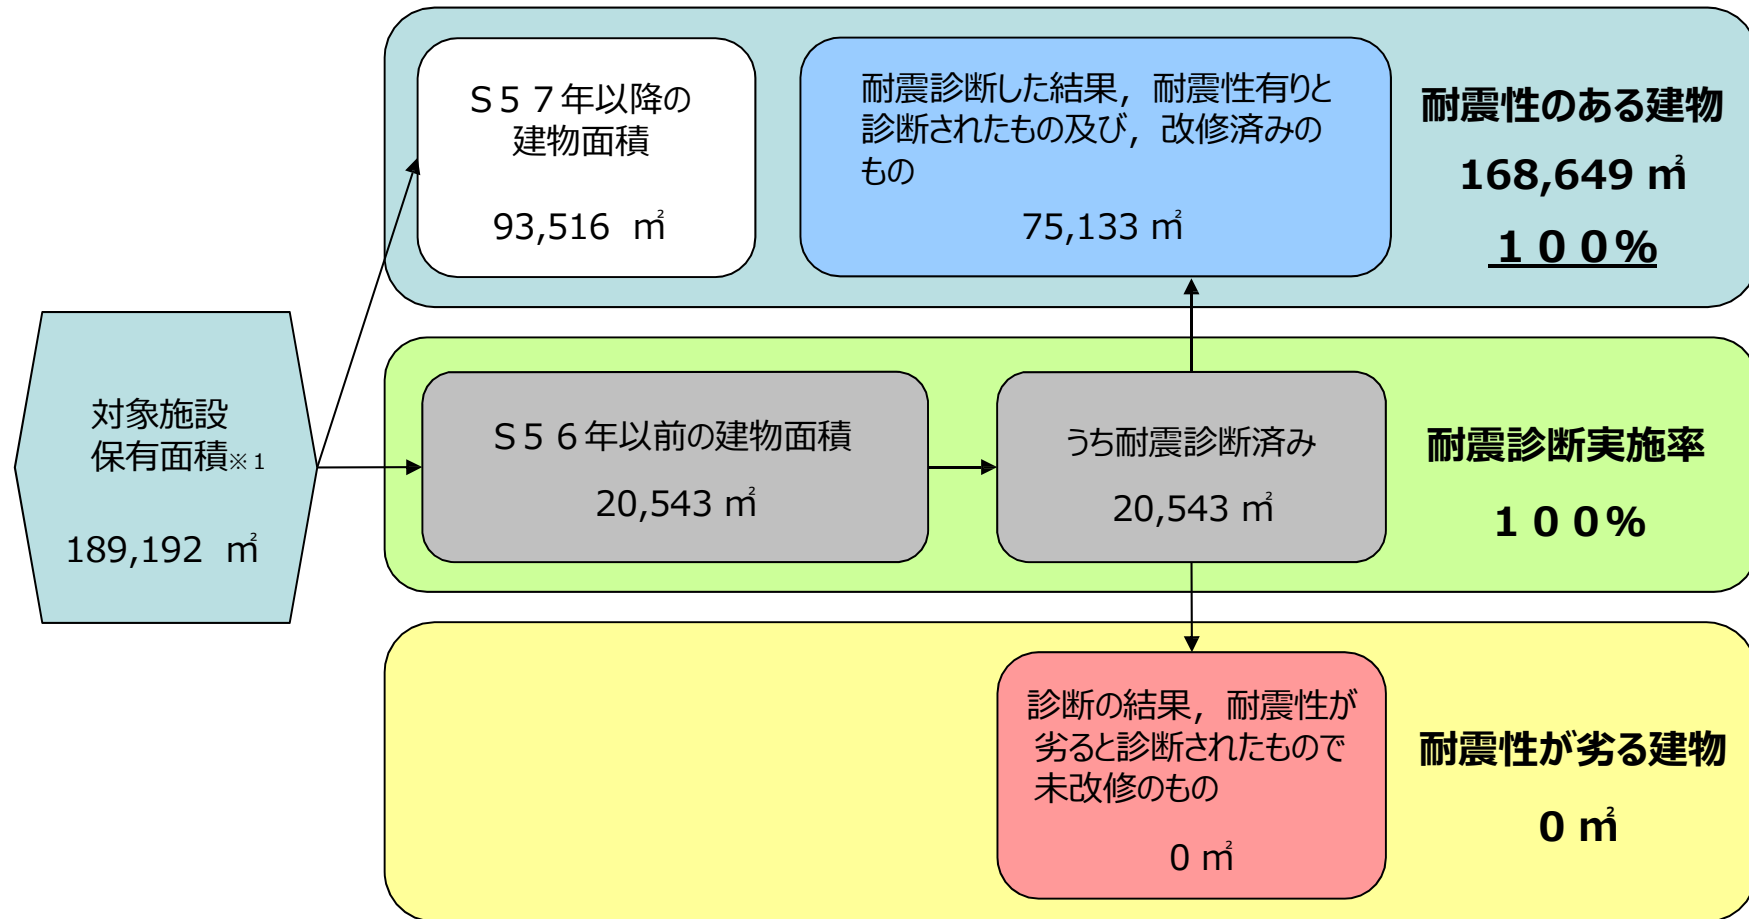 S５７年以降の
建物面積
93,516 ㎡
耐震診断した結果，耐震性有りと
診断されたもの及び，改修済みの
もの
75,133 ㎡
耐震性のある建物
168,649 ㎡
１００%
対象施設
保有面積※1
189,192 ㎡
S５６年以前の建物面積
20,543 ㎡
うち耐震診断済み
20,543 ㎡
耐震診断実施率
１００%
診断の結果，耐震性が
劣ると診断されたもので
未改修のもの
0 ㎡
耐震性が劣る建物
0 ㎡